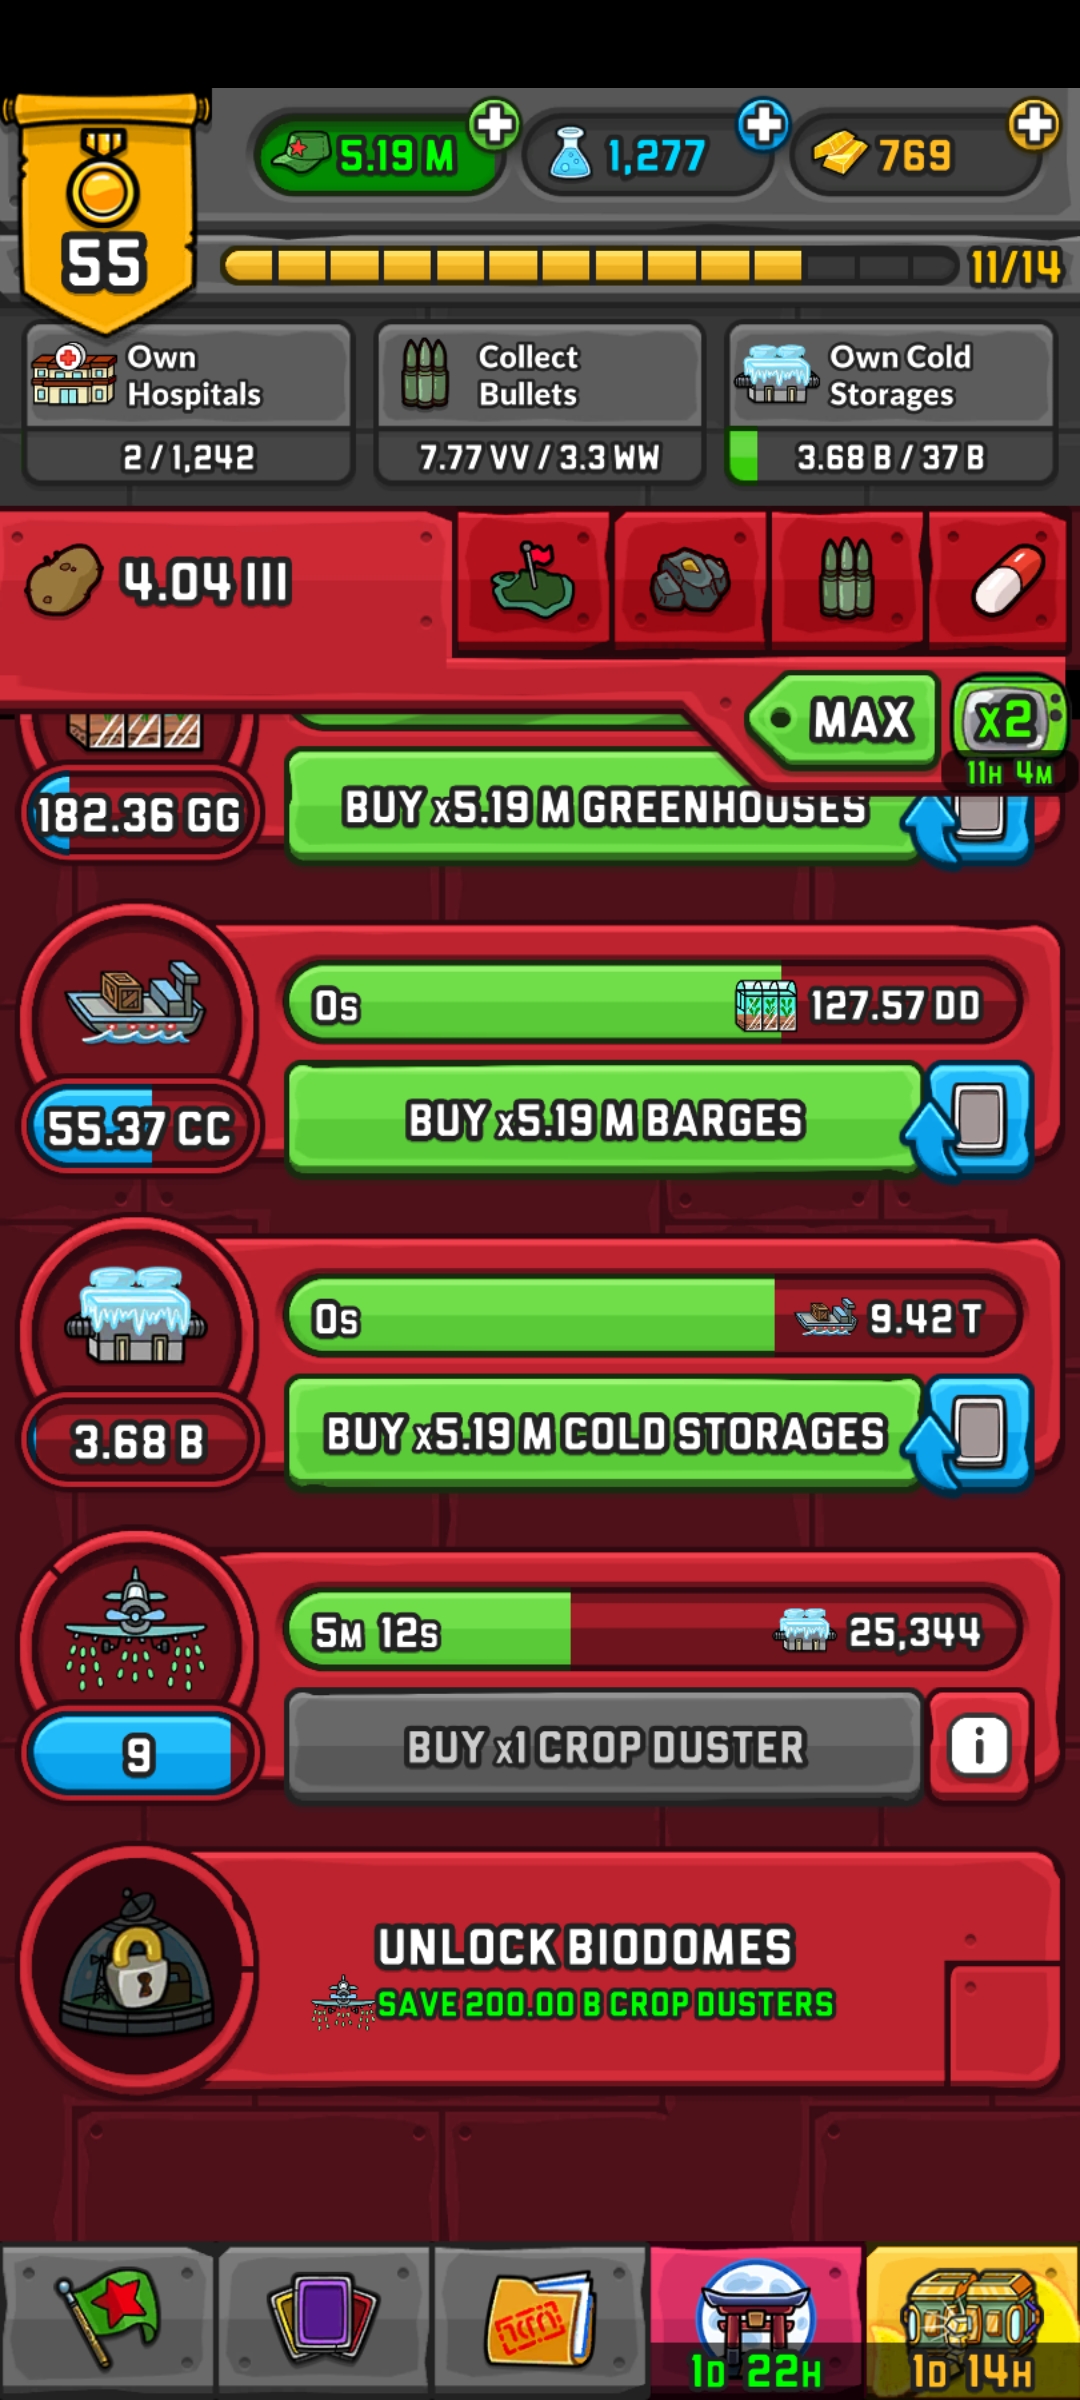 5.19 M
1,277
769
55
11/14
Own
Hospitals
2 / 1,242
Collect
Bullets
7.77 VV / 3.3 WW
Own Cold
Storages
3.68 B / 37 B
4.04 III
MAX
x2
11H 4M
182.36 GG
BUY x5.19 M GREENHOUSES
0s
127.57 DD
55.37 CC
BUY x5.19 M BARGES
0s
9.42 T
3.68 B
BUY x5.19 M COLD STORAGES
5M 12s
25,344
9
BUY x1 CROP DUSTER
i
UNLOCK BIODOMES
SAVE 200.00 B CROP DUSTERS
1D 22H
1D 14H